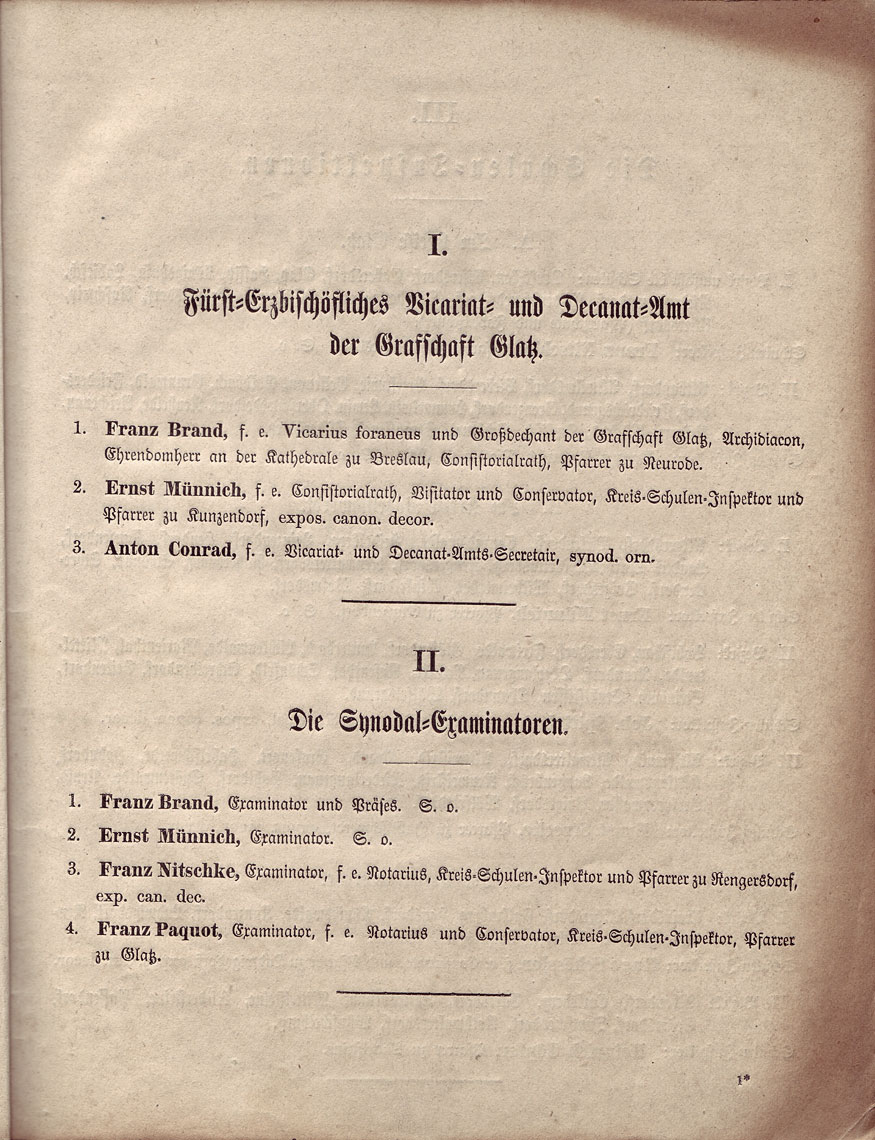 I.
Fürst-Erzbischöfliches Vicariat- und Decanat-Amt
der Grafschaft Glatz.
1. Franz Brand, f. e. Vicarius foraneus und Großdechant der Grafschaft Glatz, Archidiacon,
Ehrendomherr an der Kathedrale zu Breslau, Consistorialrath, Pfarrer zu Neurode.
2. Ernst Münnich, f. e. Consistorialrath, Visitator und Conservator, Kreis-Schulen-Inspektor und
Pfarrer zu Kunzendorf, expos. canon. decor.
3. Anton Conrad, f. e. Vicariat- und Decanat-Amts-Secretair, synod. orn.
II.
Die Synodal-Examinatoren.
1. Franz Brand, Examinator und Präses. S. o.
2. Ernst Münnich, Examinator. S. o.
3. Franz Nitschke, Examinator, f. e. Notarius, Kreis-Schulen-Inspektor und Pfarrer zu Rengersdorf,
exp. can. dec.
4. Franz Paquot, Examinator, f. e. Notarius und Conservator, Kreis-Schulen-Inspektor, Pfarrer
zu Glatz.
1*